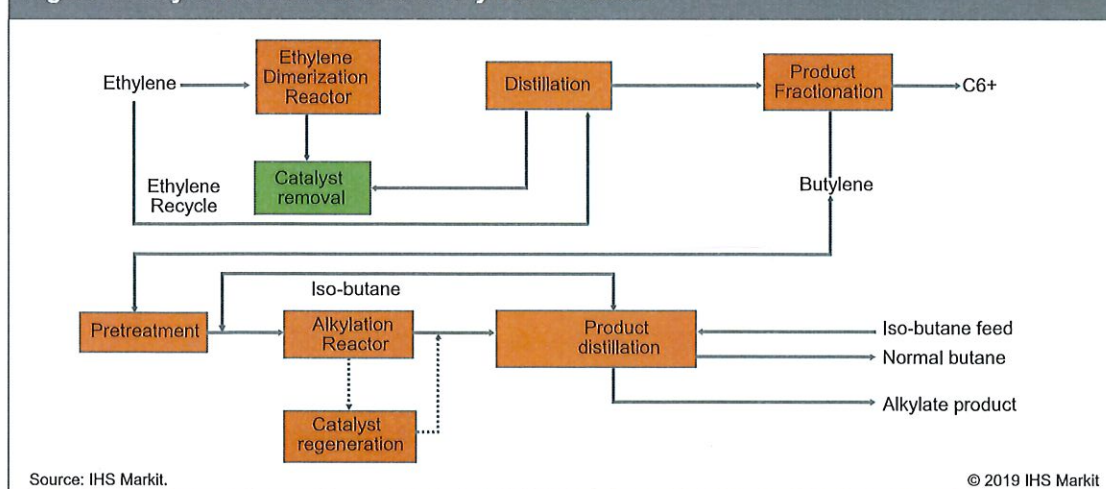 Ethylene
Ethylene
Dimerization
Reactor
Distillation
Product
Fractionation
C6+
Catalyst
removal
Ethylene
Recycle
Butylene
Iso-butane
Pretreatment
Alkylation
Reactor
Product
distillation
Iso-butane feed
Normal butane
Alkylate product
Catalyst
regeneration
Source: IHS Markit.
© 2019 IHS Markit